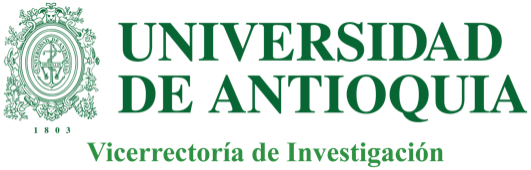 UNIVERSIDAD
DE ANTIOQUIA
1803
Vicerrectoría de Investigación